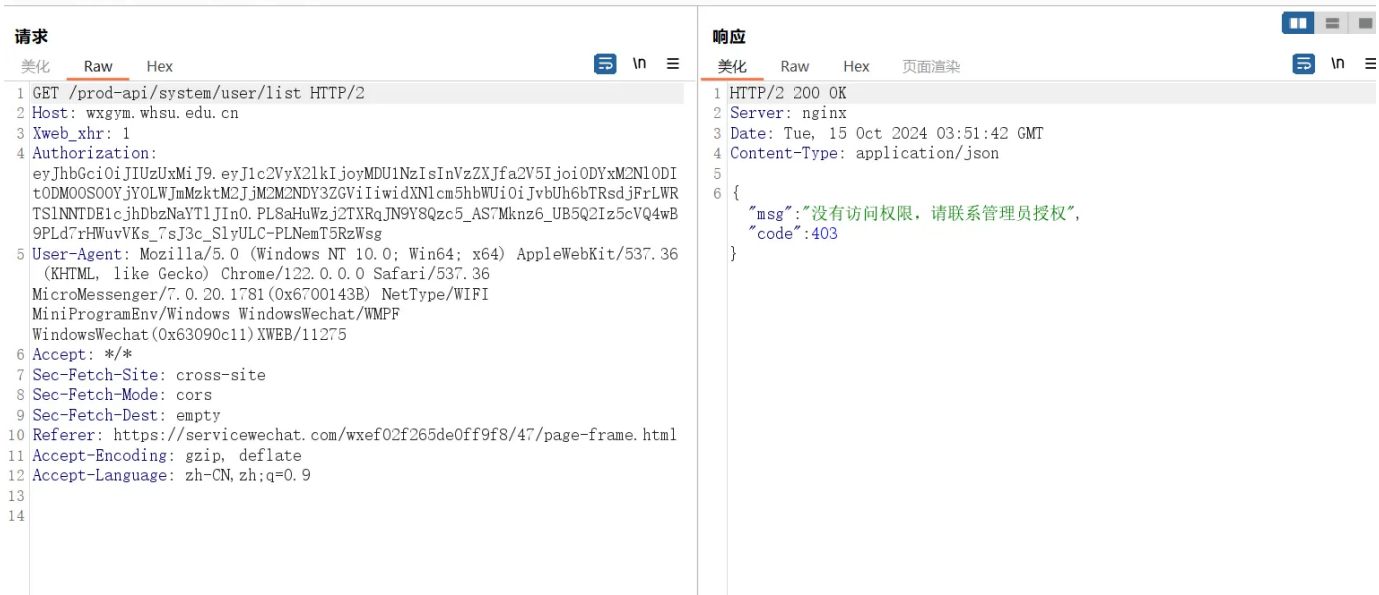 请求
美化 Raw Hex
\n
1 GET /prod-api/system/user/list HTTP/2
2 Host: wxgym.whsu.edu.cn
3 Xweb_xhr: 1
4 Authorization:
eyJhbGciOiJIUzUxMiJ9.eyJ1c2VyX2lkIjoyMDU1NzIsInVzZXJfa2V5IjoiODYxM2NlODI
tODM0OS00YjY0LWJmMzktM2JjM2M2NDY3ZGViIiwidXNlcm5hbWUiOiJvbUh6bTRsdjFrLWR
TSlNNTDE1cjhDbzNaYTlJIn0.PL8aHuWzj2TXRqJN9Y8Qzc5_AS7Mknz6_UB5Q2Iz5cVQ4wB
9PLd7rHWuvVKs_7sJ3c_SlyULC-PLNemT5RzWsg
5 User-Agent: Mozilla/5.0 (Windows NT 10.0; Win64; x64) AppleWebKit/537.36
(KHTML, like Gecko) Chrome/122.0.0.0 Safari/537.36
MicroMessenger/7.0.20.1781(0x6700143B) NetType/WIFI
MiniProgramEnv/Windows WindowsWechat/WMPF
WindowsWechat(0x63090c11)XWEB/11275
6 Accept: */*
7 Sec-Fetch-Site: cross-site
8 Sec-Fetch-Mode: cors
9 Sec-Fetch-Dest: empty
10 Referer: https://servicewechat.com/wxef02f265de0ff9f8/47/page-frame.html
11 Accept-Encoding: gzip, deflate
12 Accept-Language: zh-CN,zh;q=0.9
13
14
响应
美化 Raw Hex 页面渲染
\n
1 HTTP/2 200 OK
2 Server: nginx
3 Date: Tue, 15 Oct 2024 03:51:42 GMT
4 Content-Type: application/json
5
6 {
"msg":"没有访问权限，请联系管理员授权",
"code":403
}